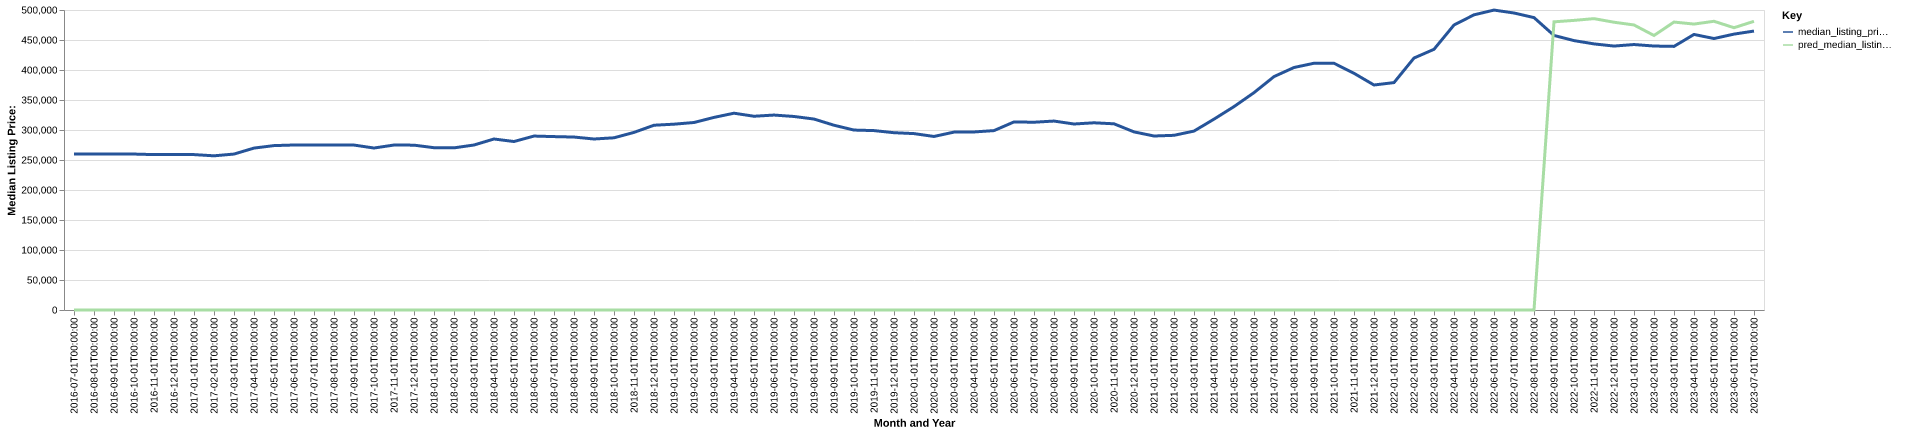 500,000
450,000
400,000
350,000
300,000
250,000
200,000
150,000
100,000
50,000
0
Median Listing Price:
2016-07-01T00:00:00
2016-08-01T00:00:00
2016-09-01T00:00:00
2016-10-01T00:00:00
2016-11-01T00:00:00
2016-12-01T00:00:00
2017-01-01T00:00:00
2017-02-01T00:00:00
2017-03-01T00:00:00
2017-04-01T00:00:00
2017-05-01T00:00:00
2017-06-01T00:00:00
2017-07-01T00:00:00
2017-08-01T00:00:00
2017-09-01T00:00:00
2017-10-01T00:00:00
2017-11-01T00:00:00
2017-12-01T00:00:00
2018-01-01T00:00:00
2018-02-01T00:00:00
2018-03-01T00:00:00
2018-04-01T00:00:00
2018-05-01T00:00:00
2018-06-01T00:00:00
2018-07-01T00:00:00
2018-08-01T00:00:00
2018-09-01T00:00:00
2018-10-01T00:00:00
2018-11-01T00:00:00
2018-12-01T00:00:00
2019-01-01T00:00:00
2019-02-01T00:00:00
2019-03-01T00:00:00
2019-04-01T00:00:00
2019-05-01T00:00:00
2019-06-01T00:00:00
2019-07-01T00:00:00
2019-08-01T00:00:00
2019-09-01T00:00:00
2019-10-01T00:00:00
2019-11-01T00:00:00
2019-12-01T00:00:00
2020-01-01T00:00:00
2020-02-01T00:00:00
2020-03-01T00:00:00
2020-04-01T00:00:00
2020-05-01T00:00:00
2020-06-01T00:00:00
2020-07-01T00:00:00
2020-08-01T00:00:00
2020-09-01T00:00:00
2020-10-01T00:00:00
2020-11-01T00:00:00
2020-12-01T00:00:00
2021-01-01T00:00:00
2021-02-01T00:00:00
2021-03-01T00:00:00
2021-04-01T00:00:00
2021-05-01T00:00:00
2021-06-01T00:00:00
2021-07-01T00:00:00
2021-08-01T00:00:00
2021-09-01T00:00:00
2021-10-01T00:00:00
2021-11-01T00:00:00
2021-12-01T00:00:00
2022-01-01T00:00:00
2022-02-01T00:00:00
2022-03-01T00:00:00
2022-04-01T00:00:00
2022-05-01T00:00:00
2022-06-01T00:00:00
2022-07-01T00:00:00
2022-08-01T00:00:00
2022-09-01T00:00:00
2022-10-01T00:00:00
2022-11-01T00:00:00
2022-12-01T00:00:00
2023-01-01T00:00:00
2023-02-01T00:00:00
2023-03-01T00:00:00
2023-04-01T00:00:00
2023-05-01T00:00:00
2023-06-01T00:00:00
2023-07-01T00:00:00
Month and Year
Key
median_listing_pri…
pred_median_listin…